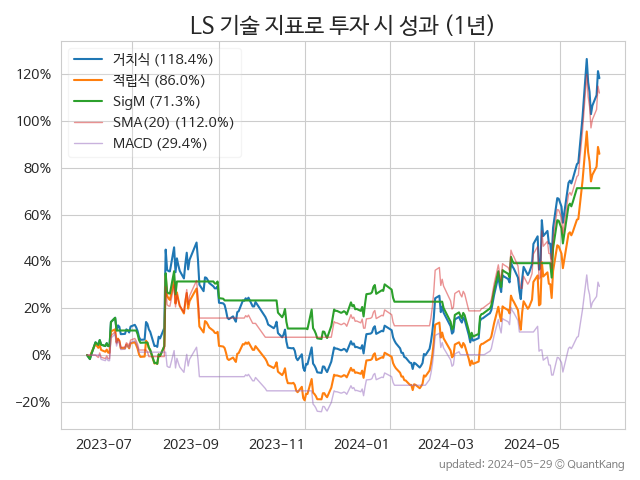 LS 기술 지표로 투자 시 성과 (1년)
거치식 (118.4%)
적립식 (86.0%)
SigM (71.3%)
SMA(20) (112.0%)
MACD (29.4%)
120%
100%
80%
60%
40%
20%
0%
−20%
2023−07
2023−09
2023−11
2024−01
2024−03
2024−05
updated: 2024−05−29 © QuantKang